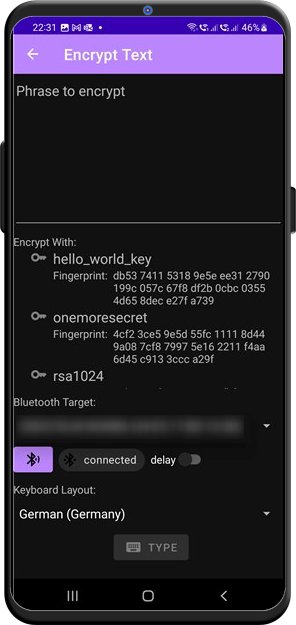 22:31 46%
Encrypt Text
Phrase to encrypt
Encrypt With:
hello_world_key
Fingerprint: db53 7411 5318 9e5e ee31 2790
199c 057c 67f8 df2b 0cbc 0355
4d65 8dec e27f a739
onemoresecret
Fingerprint: 4cf2 3ce5 9e5d 55fc 1111 8d44
9a08 7cf8 7997 5e16 2211 f4aa
6d45 c913 3ccc a29f
rsa1024
Bluetooth Target:
connected delay
Keyboard Layout:
German (Germany)
TYPE